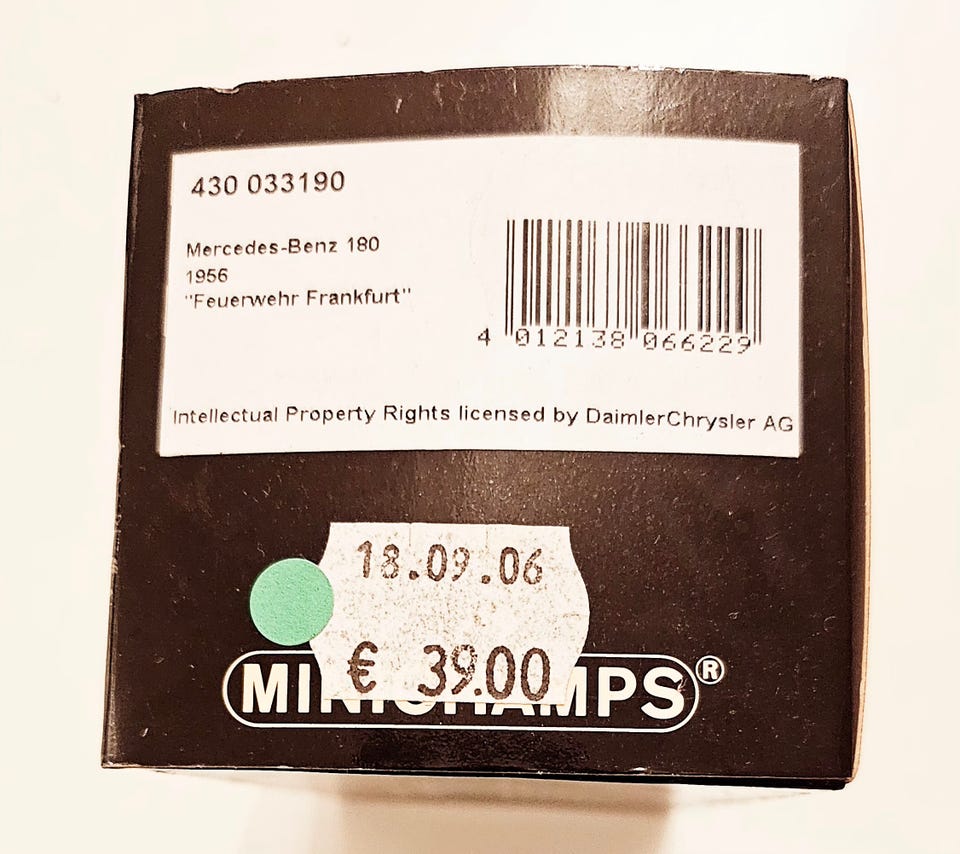 430 033190
Mercedes-Benz 180
1956
"Feuerwehr Frankfurt"
4 012138 066229
Intellectual Property Rights licensed by DaimlerChrysler AG
18.09.06
€ 39.00
MINICHAMPS®